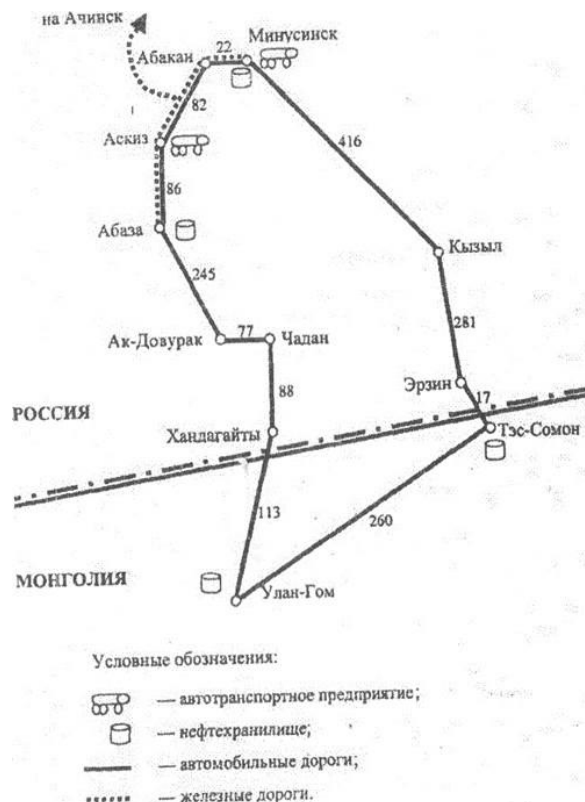 на Ачинск
Минусинск
Абакан
22
82
Аскиз
416
86
Абаза
Кызыл
245
281
Ак-Довурак
77
Чадан
Эрзин
88
17
РОССИЯ
Хандагайты
Тэс-Сомон
113
260
МОНГОЛИЯ
Улан-Гом
Условные обозначения:
— автотранспортное предприятие;
— нефтехранилище;
— автомобильные дороги;
— железные дороги.